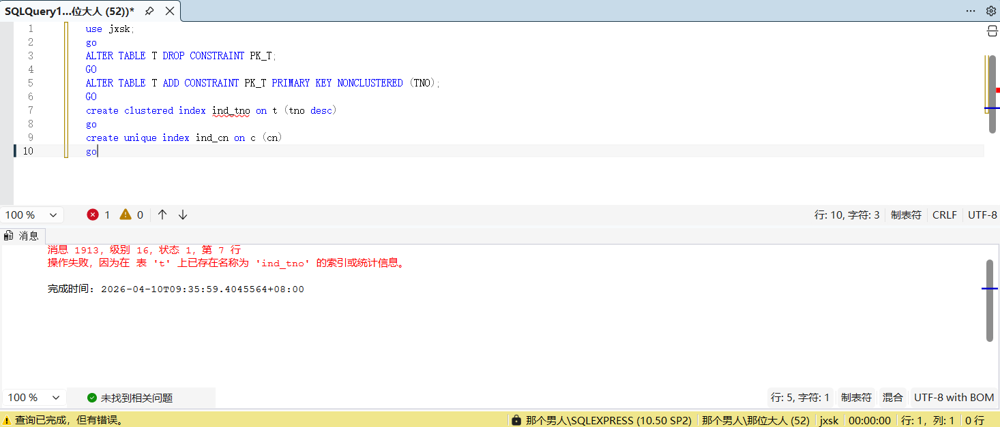 SQLQuery1...位大人 (52))*
1 use jxsk;
2 go
3 ALTER TABLE T DROP CONSTRAINT PK_T;
4 GO
5 ALTER TABLE T ADD CONSTRAINT PK_T PRIMARY KEY NONCLUSTERED (TNO);
6 GO
7 create clustered index ind_tno on t (tno desc)
8 go
9 create unique index ind_cn on c (cn)
10 go
100 % 1 0 行: 10, 字符: 3 制表符 CRLF UTF-8
消息
消息 1913，级别 16，状态 1，第 7 行
操作失败，因为在 表 't' 上已存在名称为 'ind_tno' 的索引或统计信息。
完成时间: 2026-04-10T09:35:59.4045564+08:00
100 % 未找到相关问题 行: 5, 字符: 1 制表符 混合 UTF-8 with BOM
查询已完成，但有错误。 那个男人\SQLEXPRESS (10.50 SP2) 那个男人\那位大人 (52) jxsk 00:00:00 行: 1，列: 1 0 行